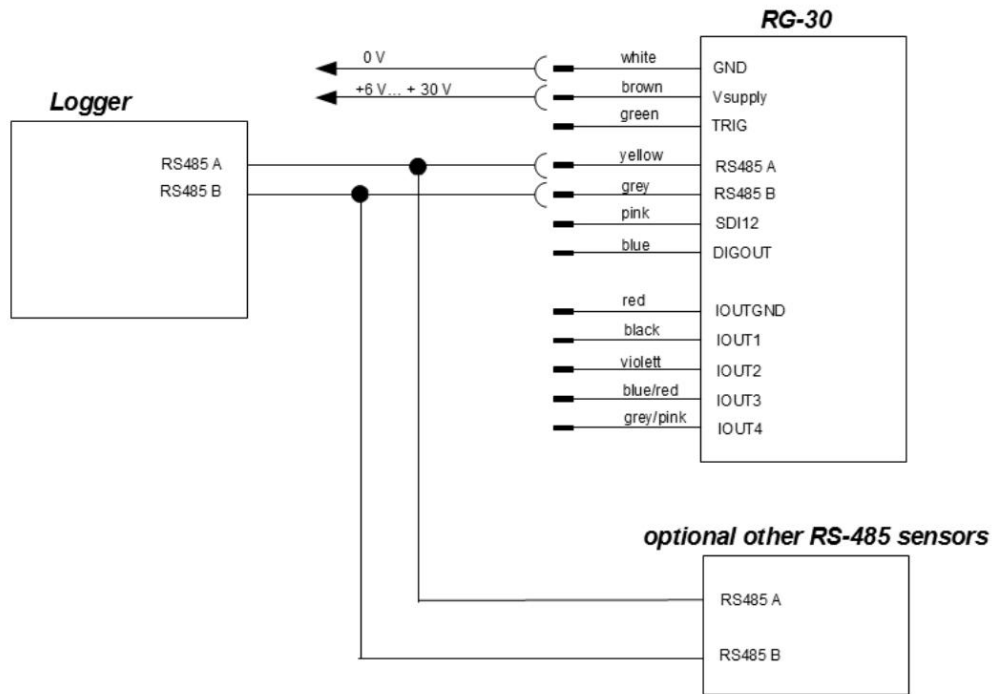 RG-30
0 V
white
GND
+6 V... + 30 V
brown
Vsupply
green
TRIG
Logger
RS485 A
yellow
RS485 A
RS485 B
grey
RS485 B
pink
SDI12
blue
DIGOUT
red
IOUTGND
black
IOUT1
violett
IOUT2
blue/red
IOUT3
grey/pink
IOUT4
optional other RS-485 sensors
RS485 A
RS485 B